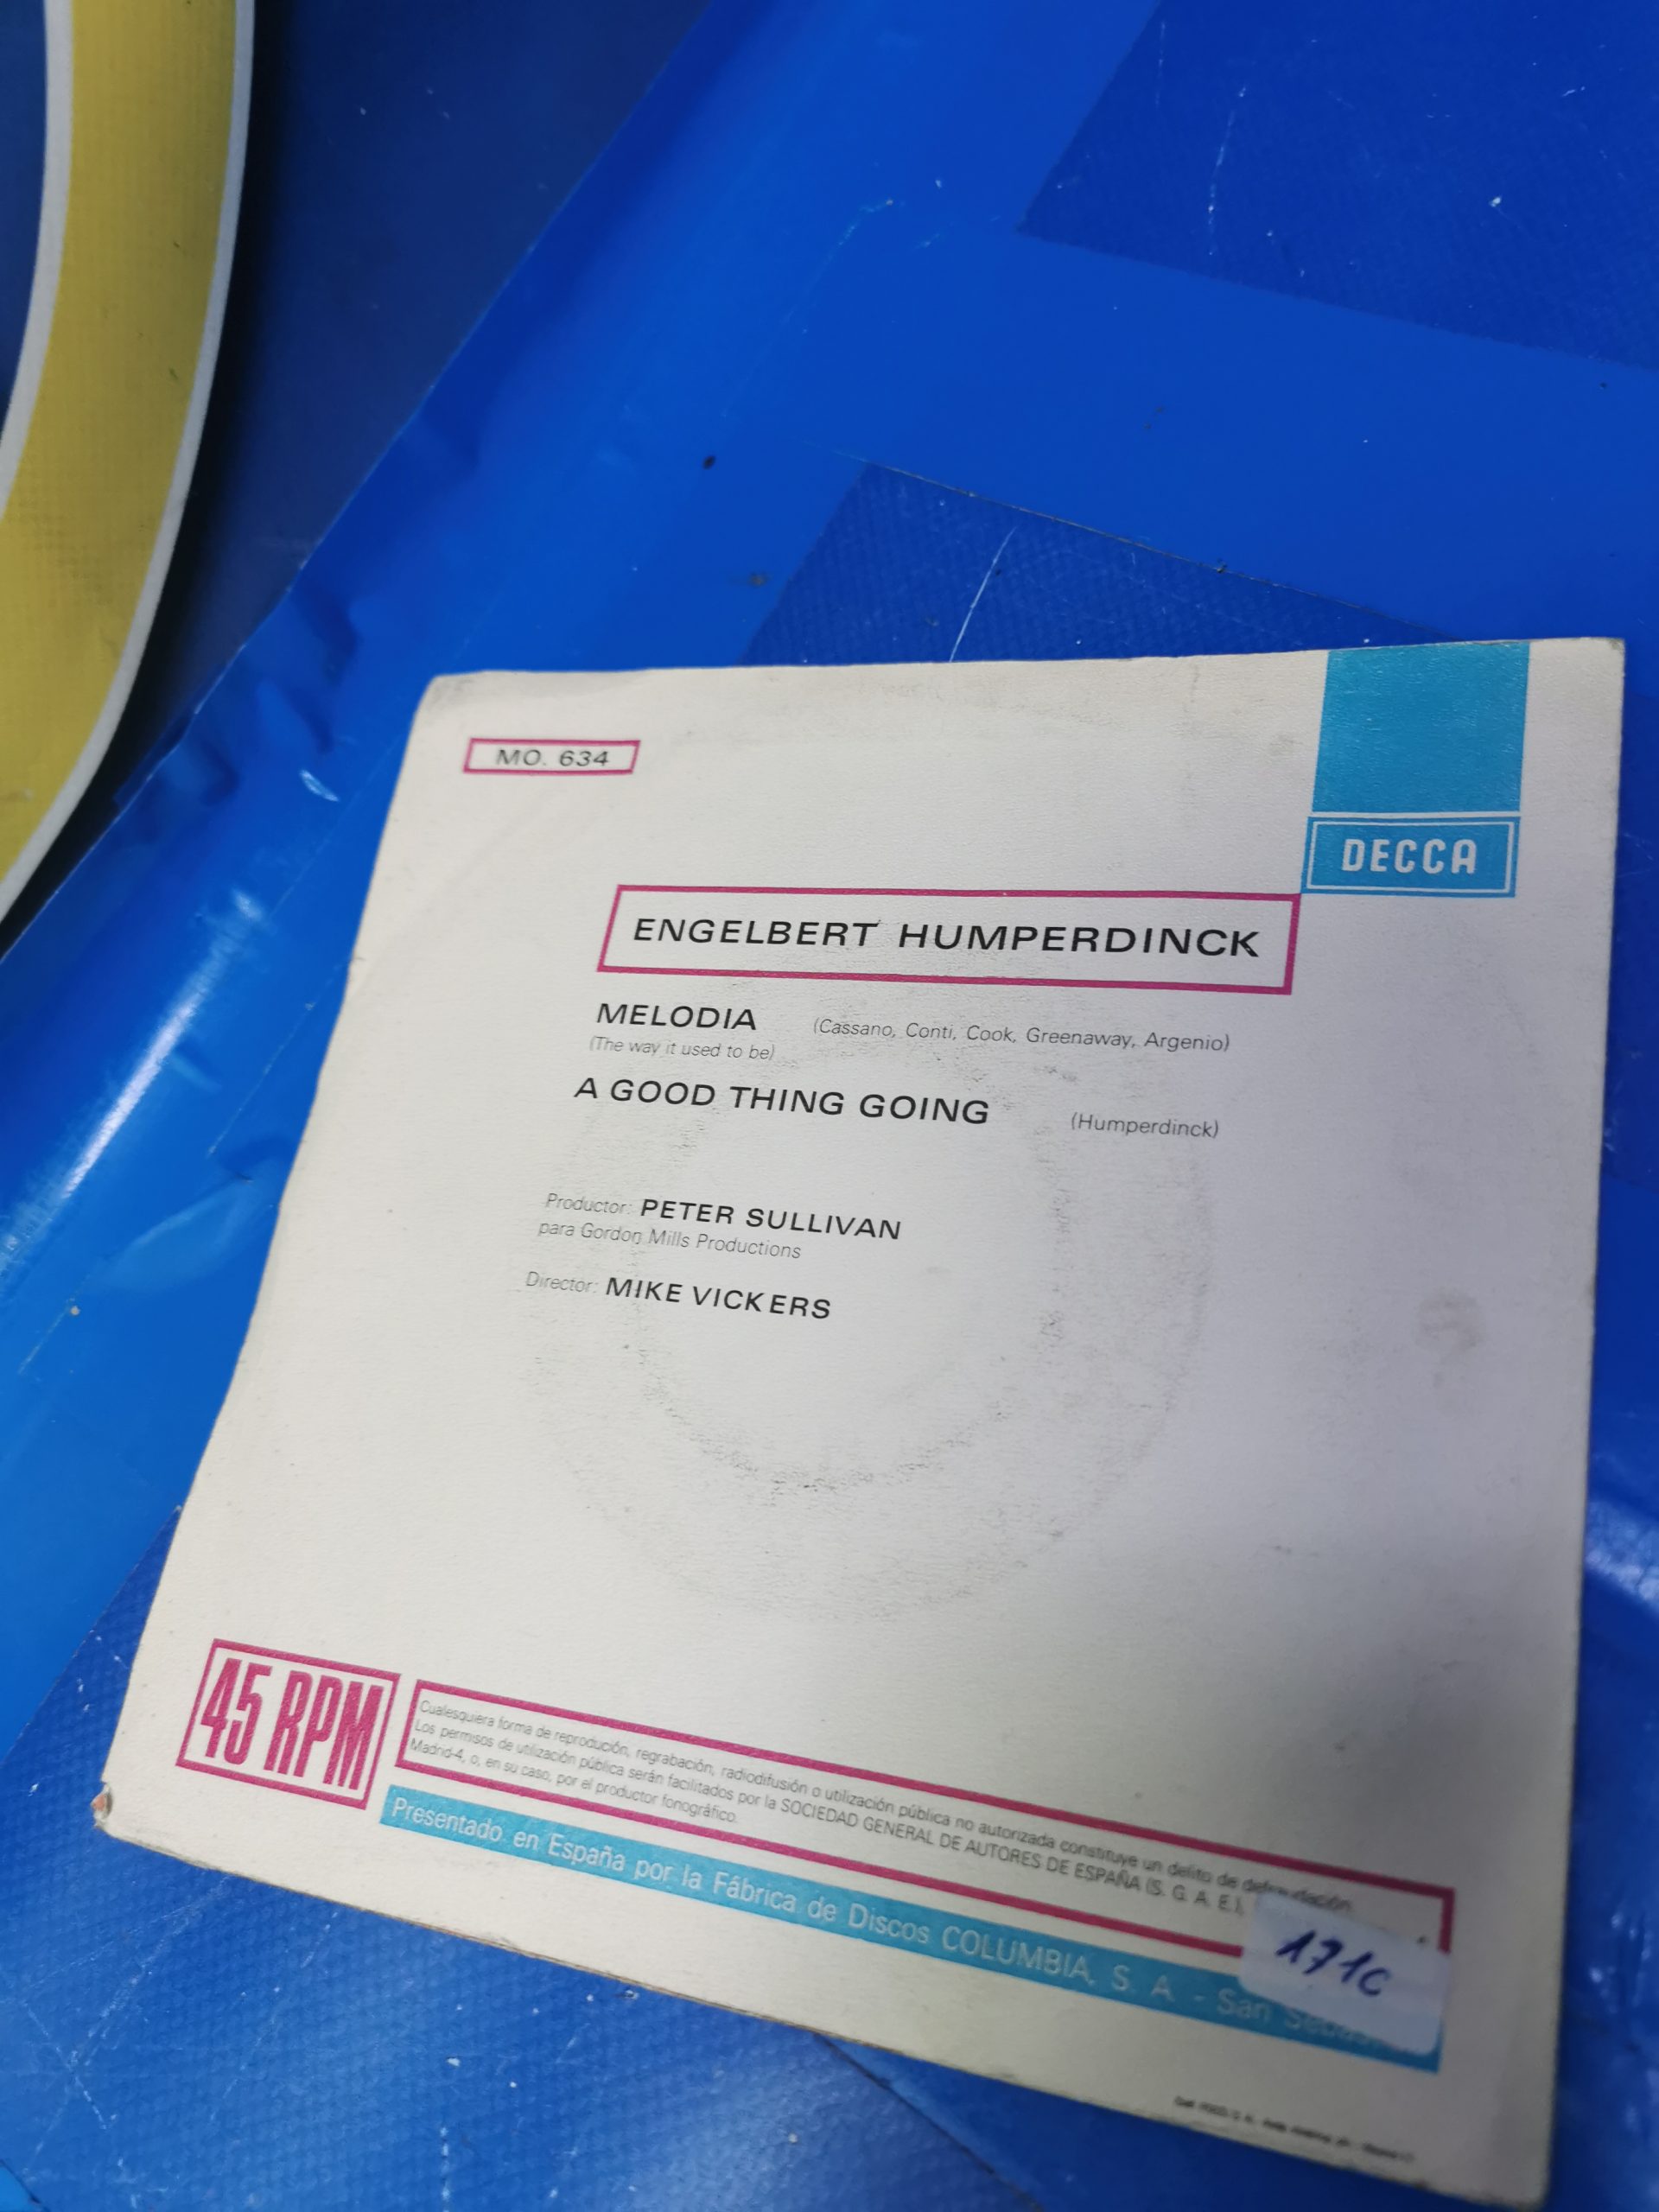 MO. 634
DECCA
ENGELBERT HUMPERDINCK
MELODIA (Cassano, Conti, Cook, Greenaway, Argenio)
(The way it used to be)
A GOOD THING GOING (Humperdinck)
Productor: PETER SULLIVAN
para Gordon Mills Productions
Director: MIKE VICKERS
45 RPM
Cualesquiera forma de reprodución, regrabación, radiodifusión o utilización pública no autorizada constituye un delito de defraudación.
Los permisos de utilización pública serán facilitados por la SOCIEDAD GENERAL DE AUTORES DE ESPAÑA (S. G. A. E.),
Madrid-4, o, en su caso, por el productor fonográfico.
Presentado en España por la Fábrica de Discos COLUMBIA, S. A. - San
171c